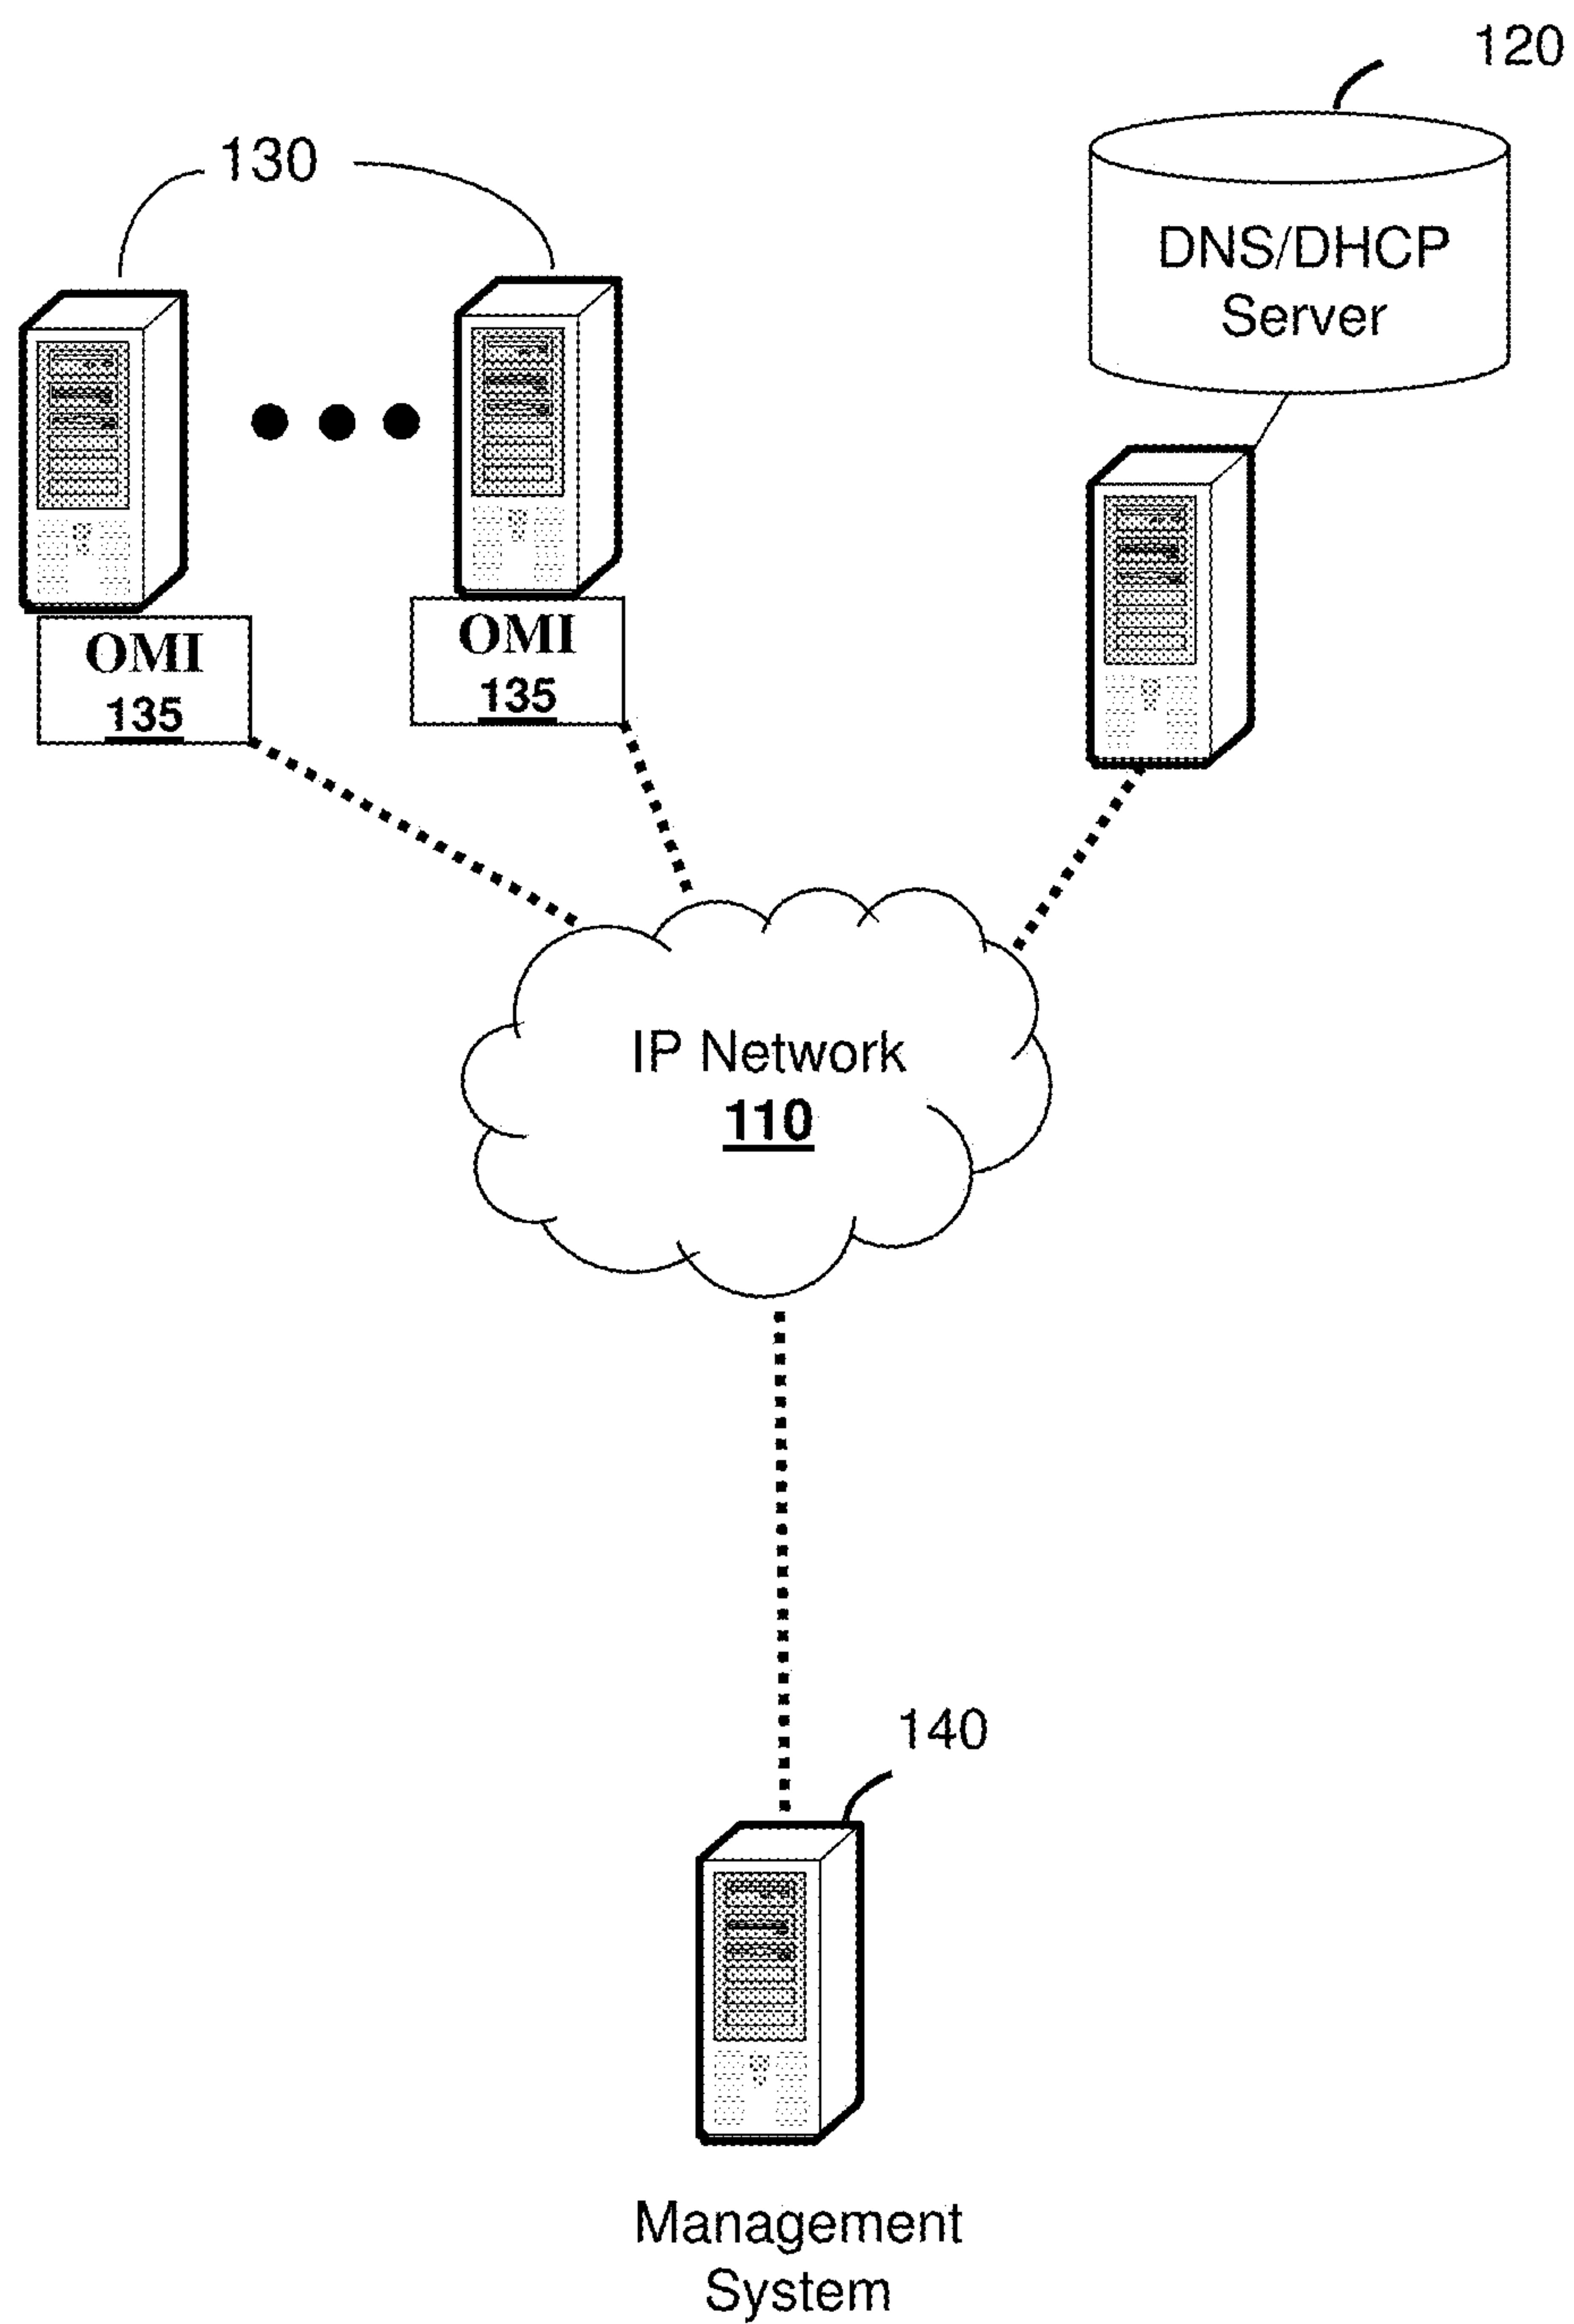 120
130
DNS/DHCP
Server
OMI
135
OMI
135
IP Network
110
140
Management
System